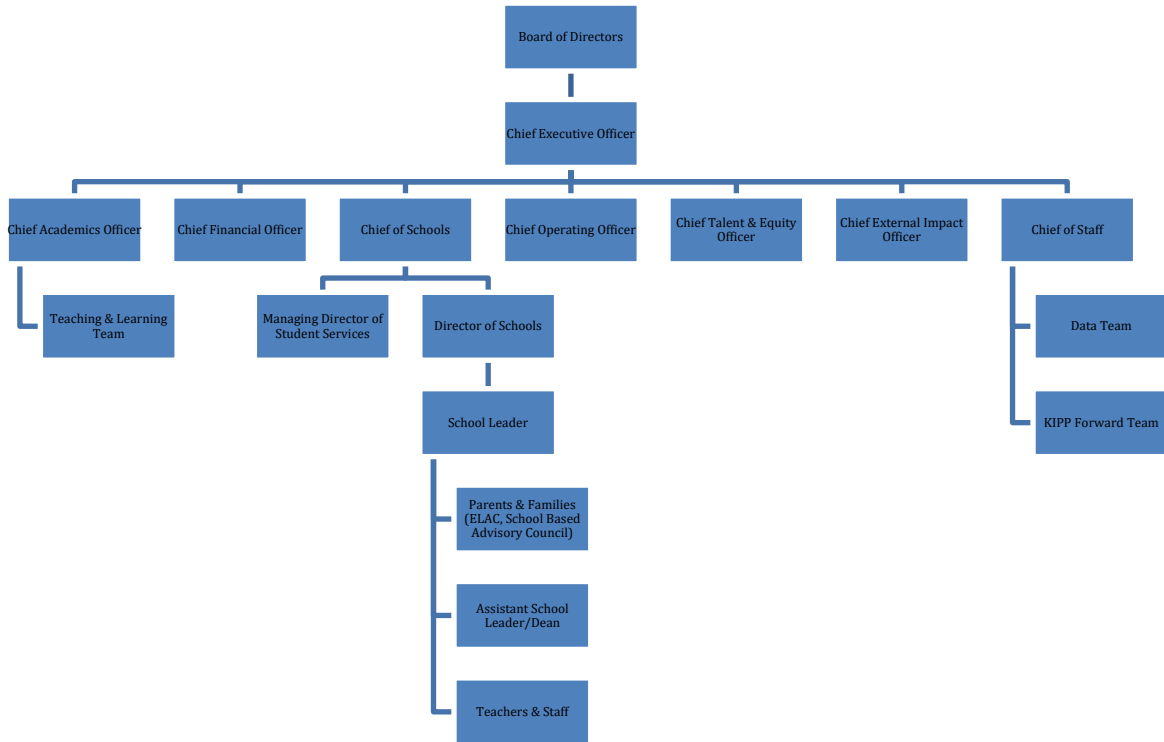 Board of Directors
Chief Executive Officer
Chief Academics Officer
Chief Financial Officer
Chief of Schools
Chief Operating Officer
Chief Talent & Equity
Officer
Chief External Impact
Officer
Chief of Staff
Teaching & Learning
Team
Managing Director of
Student Services
Director of Schools
Data Team
School Leader
KIPP Forward Team
Parents & Families
(ELAC, School Based
Advisory Council)
Assistant School
Leader/Dean
Teachers & Staff